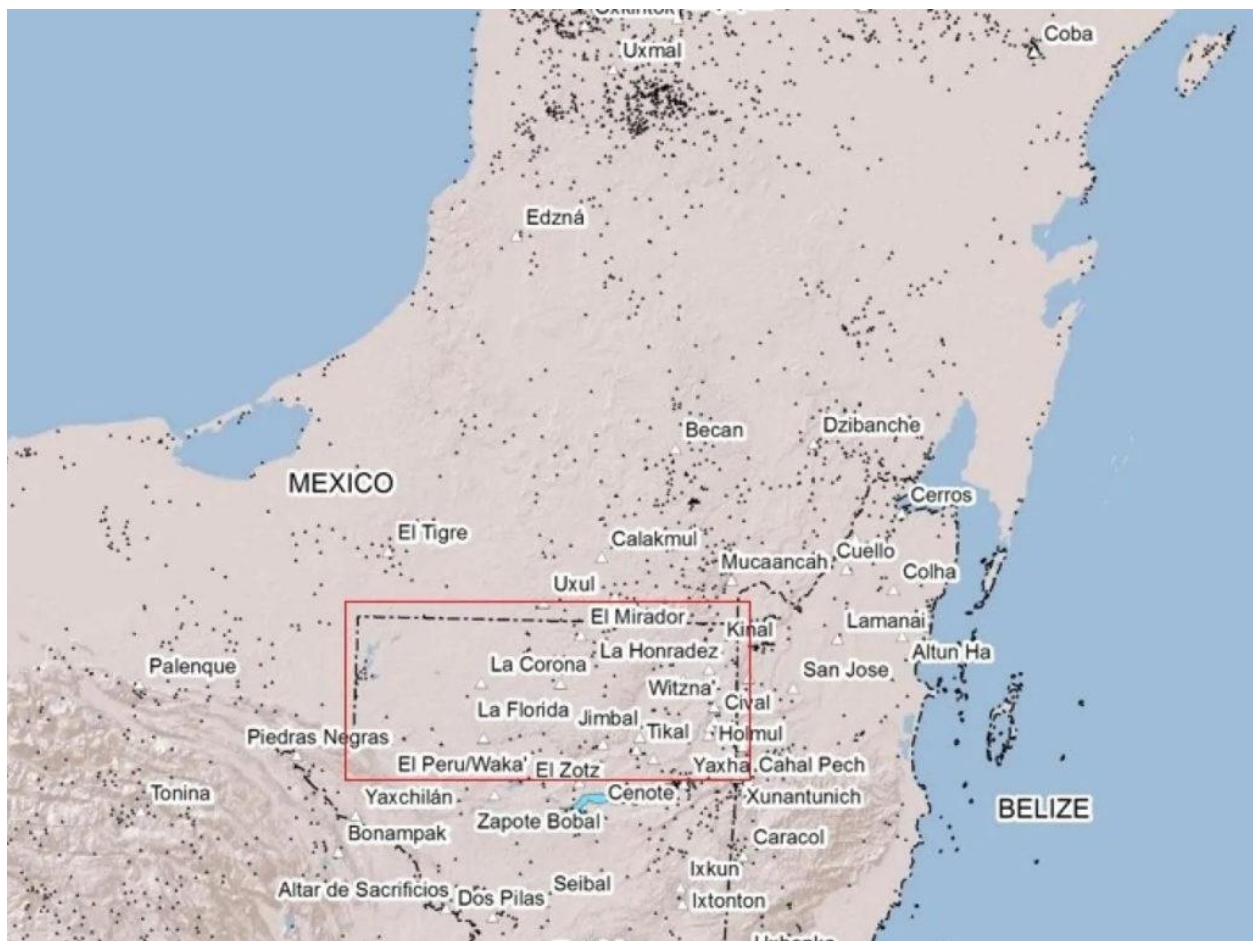 Uxmal
Coba
Edzná
Becan
Dzibanche
MEXICO
Cerros
El Tigre
Calakmul
Mucaancah
Cuello
Colha
Uxul
El Mirador
Kinal
Lamanai
La Honradez
Altun Ha
Palenque
La Corona
San Jose
Witzna'
Cival
La Florida
Jimbal
Tikal
Holmul
Piedras Negras
El Peru/Waka'
El Zotz
Yaxha
Cahal Pech
Tonina
Yaxchilán
Cenote
Xunantunich
BELIZE
Zapote Bobal
Bonampak
Caracol
Ixkun
Altar de Sacrificios
Dos Pilas
Seibal
Ixtonton